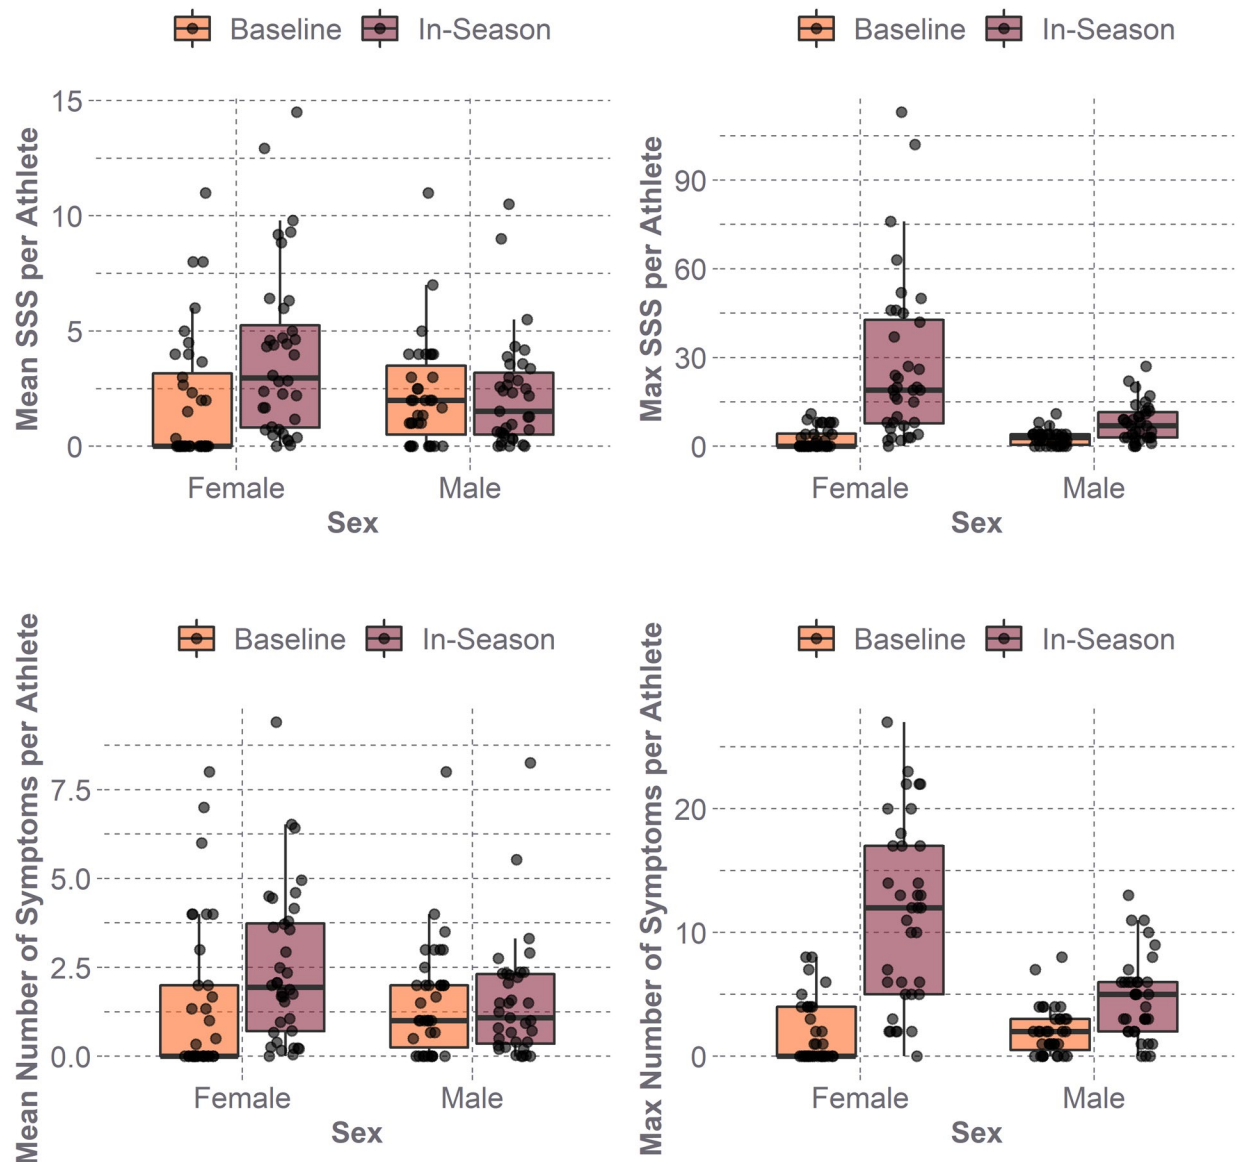 Baseline In-Season
Mean SSS per Athlete
15
10
5
0
Female Male
Sex
Baseline In-Season
Max SSS per Athlete
90
60
30
0
Female Male
Sex
Baseline In-Season
Mean Number of Symptoms per Athlete
7.5
5.0
2.5
0.0
Female Male
Sex
Baseline In-Season
Max Number of Symptoms per Athlete
20
10
0
Female Male
Sex